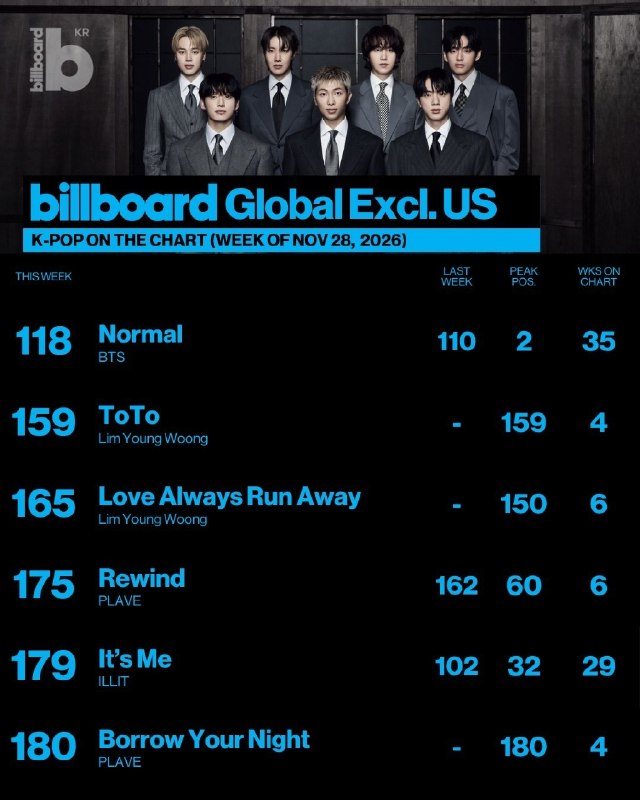 billboard
b KR
billboard Global Excl. US
K-POP ON THE CHART (WEEK OF NOV 28, 2026)
THIS WEEK LAST WEEK PEAK POS. WKS ON CHART
118 Normal 110 2 35
BTS
159 ToTo - 159 4
Lim Young Woong
165 Love Always Run Away - 150 6
Lim Young Woong
175 Rewind 162 60 6
PLAVE
179 It's Me 102 32 29
ILLIT
180 Borrow Your Night - 180 4
PLAVE